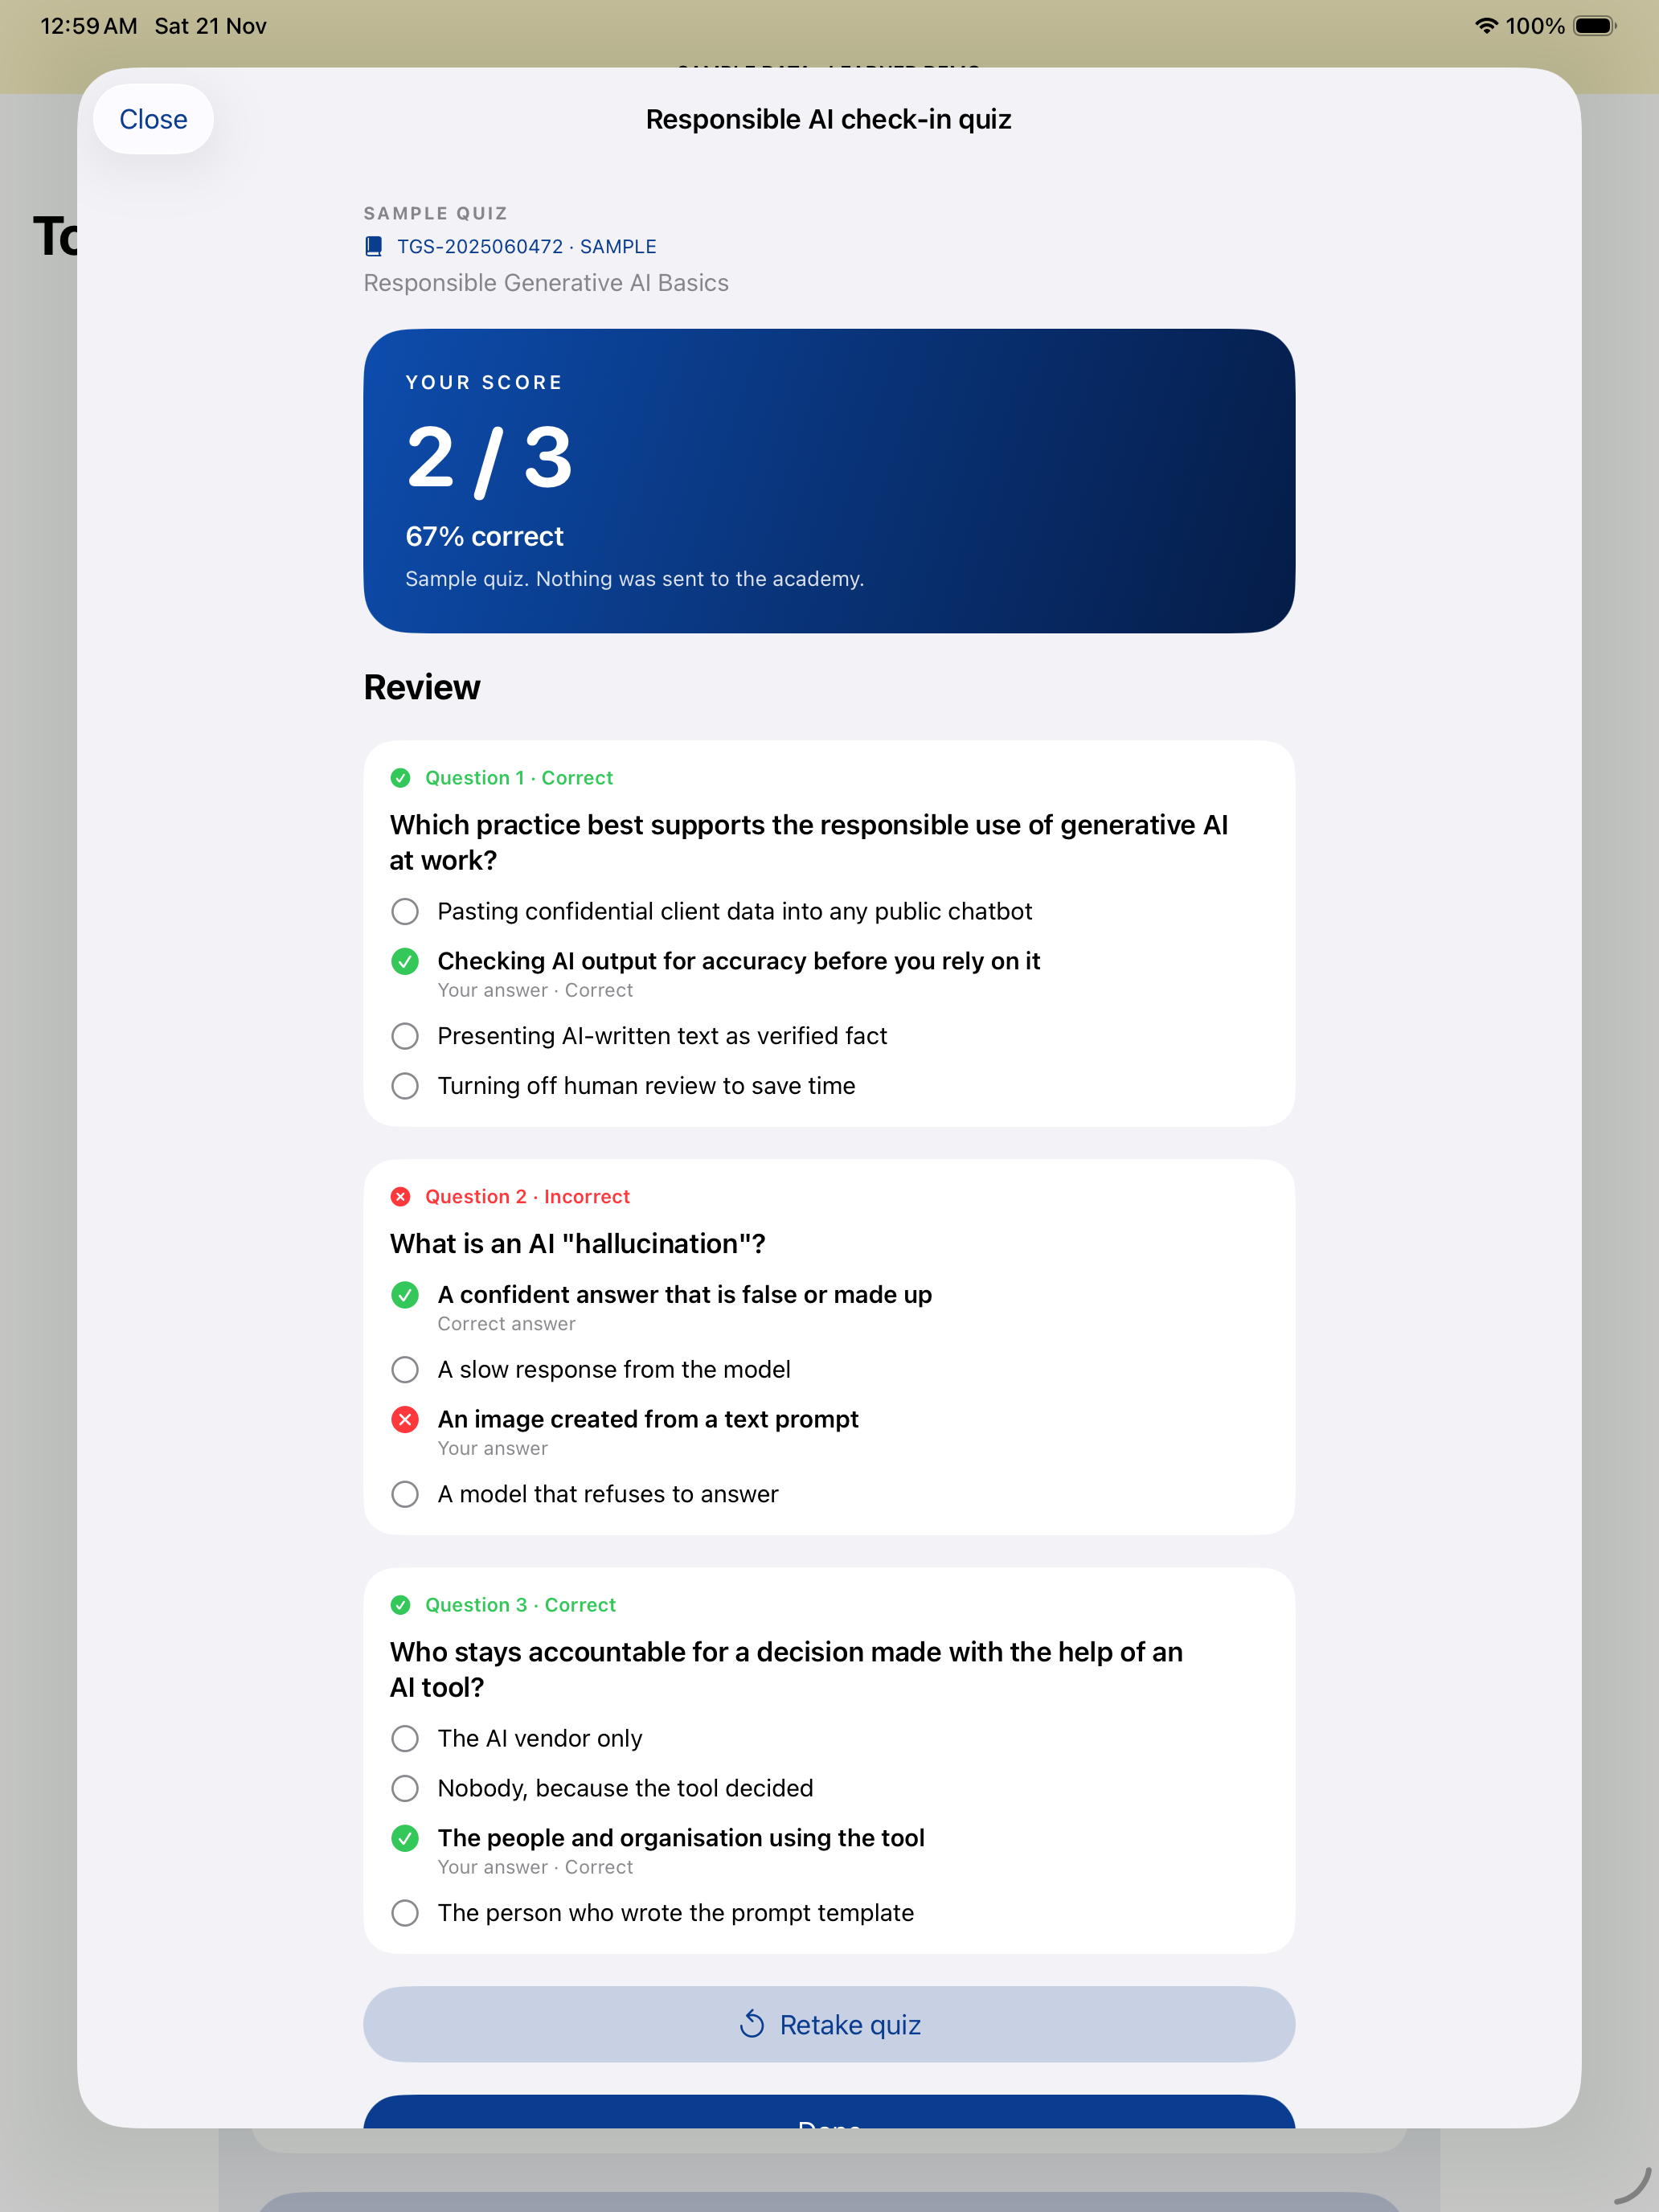 12:59 AM Sat 21 Nov
100%
SAMPLE DATA · LEARNER DEMO
Close
Responsible AI check-in quiz
SAMPLE QUIZ
TGS-2025060472 · SAMPLE
Responsible Generative AI Basics
YOUR SCORE
2 / 3
67% correct
Sample quiz. Nothing was sent to the academy.
Review
Question 1 · Correct
Which practice best supports the responsible use of generative AI
at work?
Pasting confidential client data into any public chatbot
Checking AI output for accuracy before you rely on it
Your answer · Correct
Presenting AI-written text as verified fact
Turning off human review to save time
Question 2 · Incorrect
What is an AI "hallucination"?
A confident answer that is false or made up
Correct answer
A slow response from the model
An image created from a text prompt
Your answer
A model that refuses to answer
Question 3 · Correct
Who stays accountable for a decision made with the help of an
AI tool?
The AI vendor only
Nobody, because the tool decided
The people and organisation using the tool
Your answer · Correct
The person who wrote the prompt template
Retake quiz
Done